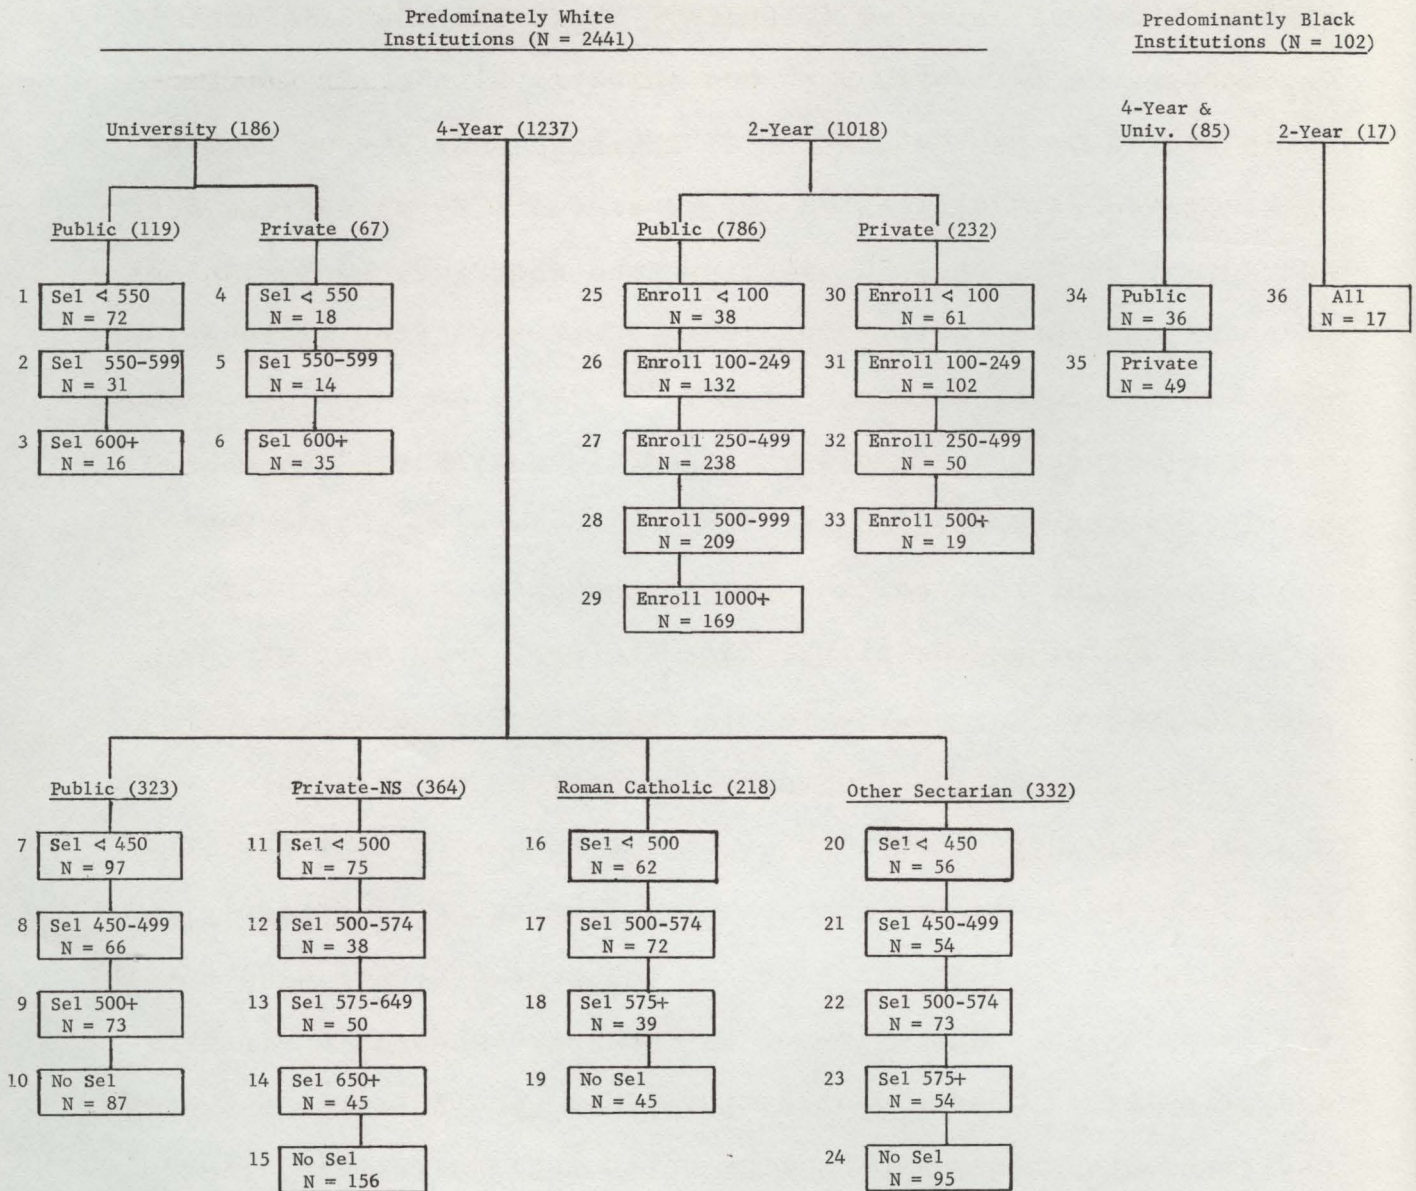 Predominately White
Institutions (N = 2441)
Predominantly Black
Institutions (N = 102)
University (186)
4-Year (1237)
2-Year (1018)
4-Year &
Univ. (85)
2-Year (17)
Public (119)
Private (67)
Public (786)
Private (232)
1
Sel < 550
N = 72
2
Sel 550-599
N = 31
3
Sel 600+
N = 16
4
Sel < 550
N = 18
5
Sel 550-599
N = 14
6
Sel 600+
N = 35
25
Enroll < 100
N = 38
26
Enroll 100-249
N = 132
27
Enroll 250-499
N = 238
28
Enroll 500-999
N = 209
29
Enroll 1000+
N = 169
30
Enroll < 100
N = 61
31
Enroll 100-249
N = 102
32
Enroll 250-499
N = 50
33
Enroll 500+
N = 19
34
Public
N = 36
35
Private
N = 49
36
All
N = 17
Public (323)
Private-NS (364)
Roman Catholic (218)
Other Sectarian (332)
7
Sel < 450
N = 97
8
Sel 450-499
N = 66
9
Sel 500+
N = 73
10
No Sel
N = 87
11
Sel < 500
N = 75
12
Sel 500-574
N = 38
13
Sel 575-649
N = 50
14
Sel 650+
N = 45
15
No Sel
N = 156
16
Sel < 500
N = 62
17
Sel 500-574
N = 72
18
Sel 575+
N = 39
19
No Sel
N = 45
20
Sel < 450
N = 56
21
Sel 450-499
N = 54
22
Sel 500-574
N = 73
23
Sel 575+
N = 54
24
No Sel
N = 95